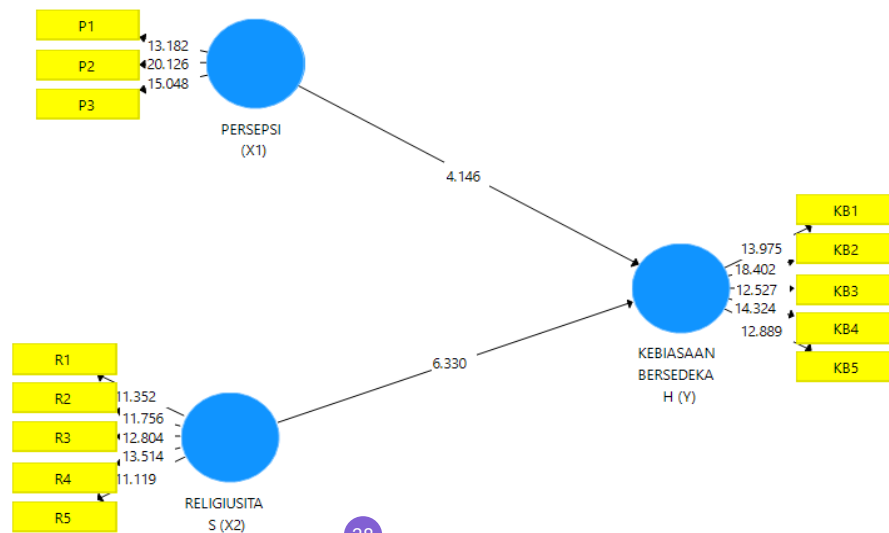 P1
13.182
P2
20.126
15.048
P3
PERSEPSI
(X1)
4.146
KB1
13.975
KB2
18.402
12.527
KB3
14.324
KB4
12.889
KB5
KEBIASAAN
BERSEDEKA
H (Y)
6.330
R1
11.352
R2
11.756
R3
12.804
13.514
R4
11.119
R5
RELIGIUSITA
S (X2)